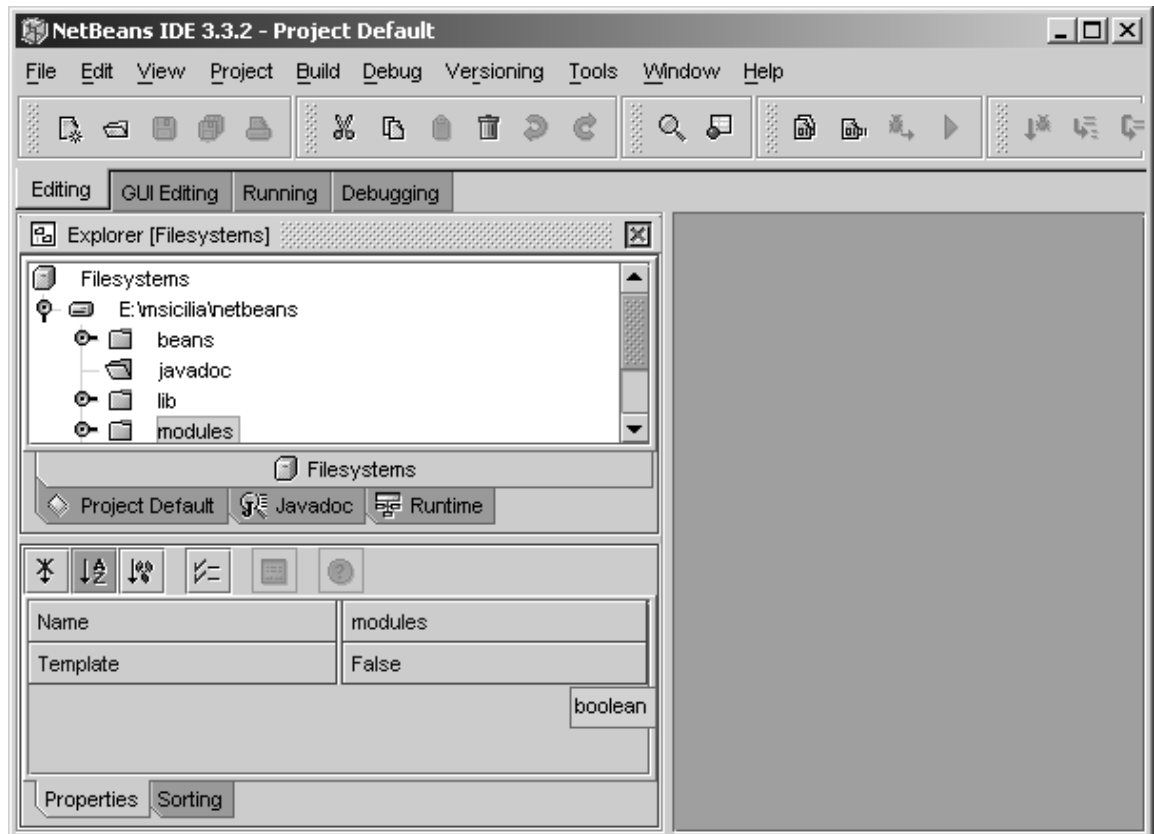 NetBeans IDE 3.3.2 - Project Default
File Edit View Project Build Debug Versioning Tools Window Help
Editing GUI Editing Running Debugging
Explorer [Filesystems]
Filesystems
E:\msicilia\netbeans
beans
javadoc
lib
modules
Filesystems
Project Default Javadoc Runtime
Name modules
Template False
boolean
Properties Sorting